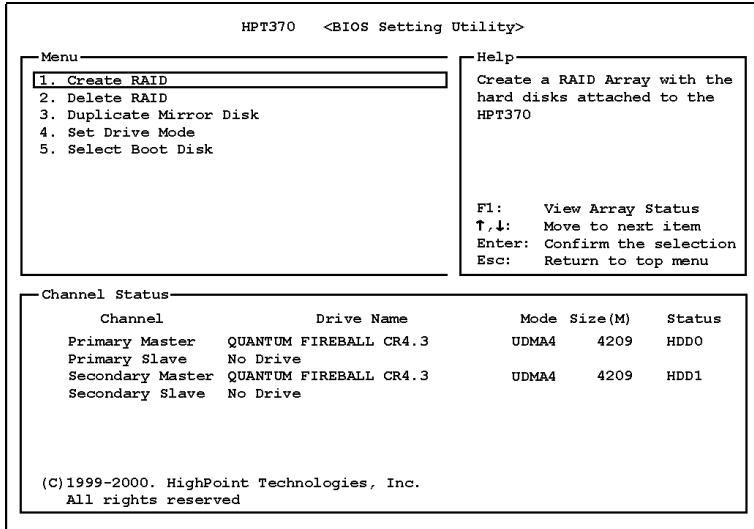 HPT370 <BIOS Setting Utility>
Menu
1. Create RAID
2. Delete RAID
3. Duplicate Mirror Disk
4. Set Drive Mode
5. Select Boot Disk
Help
Create a RAID Array with the
hard disks attached to the
HPT370
F1: View Array Status
↑,↓: Move to next item
Enter: Confirm the selection
Esc: Return to top menu
Channel Status
Channel Drive Name Mode Size(M) Status
Primary Master QUANTUM FIREBALL CR4.3 UDMA4 4209 HDD0
Primary Slave No Drive
Secondary Master QUANTUM FIREBALL CR4.3 UDMA4 4209 HDD1
Secondary Slave No Drive
(C)1999-2000. HighPoint Technologies, Inc.
All rights reserved